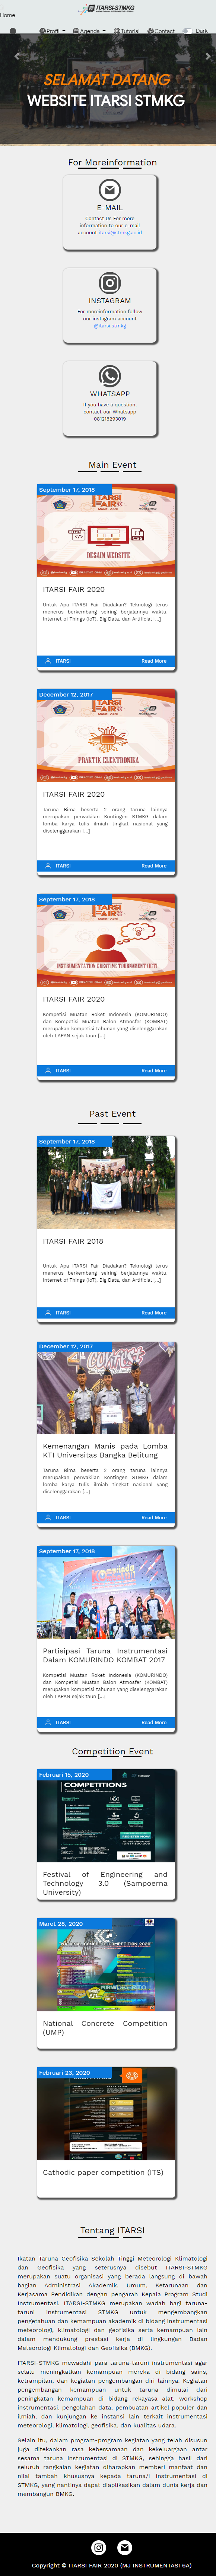 ITARSI-STMKG
Home
Profil
Agenda
Tutorial
Contact
Dark
SELAMAT DATANG
WEBSITE ITARSI STMKG
For Moreinformation
E-MAIL
Contact Us For more
information to our e-mail
account itarsi@stmkg.ac.id
INSTAGRAM
For moreinformation follow
our instagram account
@itarsi.stmkg
WHATSAPP
If you have a question,
contact our Whatsapp
081218293019
Main Event
September 17, 2018
ITARSI FAIR
DESAIN WEBSITE
ITARSI FAIR 2020
Untuk Apa ITARSI Fair Diadakan? Teknologi terus
menerus berkembang seiring berjalannya waktu.
Internet of Things (IoT), Big Data, dan Artificial [...]
ITARSI
Read More
December 12, 2017
ITARSI FAIR
PRAKTIK ELEKTRONIKA
ITARSI FAIR 2020
Taruna Bima beserta 2 orang taruna lainnya
merupakan perwakilan Kontingen STMKG dalam
lomba karya tulis ilmiah tingkat nasional yang
diselenggarakan [...]
ITARSI
Read More
September 17, 2018
ITARSI FAIR
INSTRUMENT CREATION COMPETITION (ICC)
ITARSI FAIR 2020
Kompetisi Muatan Roket Indonesia (KOMURINDO)
dan Kompetisi Muatan Balon Atmosfer (KOMBAT)
merupakan kompetisi tahunan yang diselenggarakan
oleh LAPAN sejak taun [...]
ITARSI
Read More
Past Event
September 17, 2018
ITARSI FAIR 2018
Untuk Apa ITARSI Fair Diadakan? Teknologi terus
menerus berkembang seiring berjalannya waktu.
Internet of Things (IoT), Big Data, dan Artificial [...]
ITARSI
Read More
December 12, 2017
Kemenangan Manis pada Lomba
KTI Universitas Bangka Belitung
Taruna Bima beserta 2 orang taruna lainnya
merupakan perwakilan Kontingen STMKG dalam
lomba karya tulis ilmiah tingkat nasional yang
diselenggarakan [...]
ITARSI
Read More
September 17, 2018
Partisipasi Taruna Instrumentasi
Dalam KOMURINDO KOMBAT 2017
Kompetisi Muatan Roket Indonesia (KOMURINDO)
dan Kompetisi Muatan Balon Atmosfer (KOMBAT)
merupakan kompetisi tahunan yang diselenggarakan
oleh LAPAN sejak taun [...]
ITARSI
Read More
Competition Event
Februari 15, 2020
COMPETITIONS
Festival of Engineering and
Technology 3.0 (Sampoerna
University)
Maret 28, 2020
National Concrete Competition
(UMP)
Februari 23, 2020
Cathodic paper competition (ITS)
Tentang ITARSI
Ikatan Taruna Geofisika Sekolah Tinggi Meteorologi Klimatologi
dan Geofisika yang seterusnya disebut ITARSI-STMKG
merupakan suatu organisasi yang berada langsung di bawah
bagian Administrasi Akademik, Umum, Ketarunaan dan
Kerjasama Pendidikan dengan pengarah Kepala Program Studi
Instrumentasi. ITARSI-STMKG merupakan wadah bagi taruna-
taruni instrumentasi STMKG untuk mengembangkan
pengetahuan dan kemampuan akademik di bidang instrumentasi
meteorologi, klimatologi dan geofisika serta kemampuan lain
dalam mendukung prestasi kerja di lingkungan Badan
Meteorologi Klimatologi dan Geofisika (BMKG).
ITARSI-STMKG mewadahi para taruna-taruni instrumentasi agar
selalu meningkatkan kemampuan mereka di bidang sains,
ketrampilan, dan kegiatan pengembangan diri lainnya. Kegiatan
pengembangan kemampuan untuk taruna dimulai dari
peningkatan kemampuan di bidang rekayasa alat, workshop
instrumentasi, pengolahan data, pembuatan artikel populer dan
ilmiah, dan kunjungan ke instansi lain terkait instrumentasi
meteorologi, klimatologi, geofisika, dan kualitas udara.
Selain itu, dalam program-program kegiatan yang telah disusun
juga ditekankan rasa kebersamaan dan kekeluargaan antar
sesama taruna Instrumentasi di STMKG, sehingga hasil dari
seluruh rangkaian kegiatan diharapkan memberi manfaat dan
nilai tambah khususnya kepada taruna/i instrumentasi di
STMKG, yang nantinya dapat diaplikasikan dalam dunia kerja dan
membangun BMKG.
Copyright © ITARSI FAIR 2020 (MJ INSTRUMENTASI 6A)